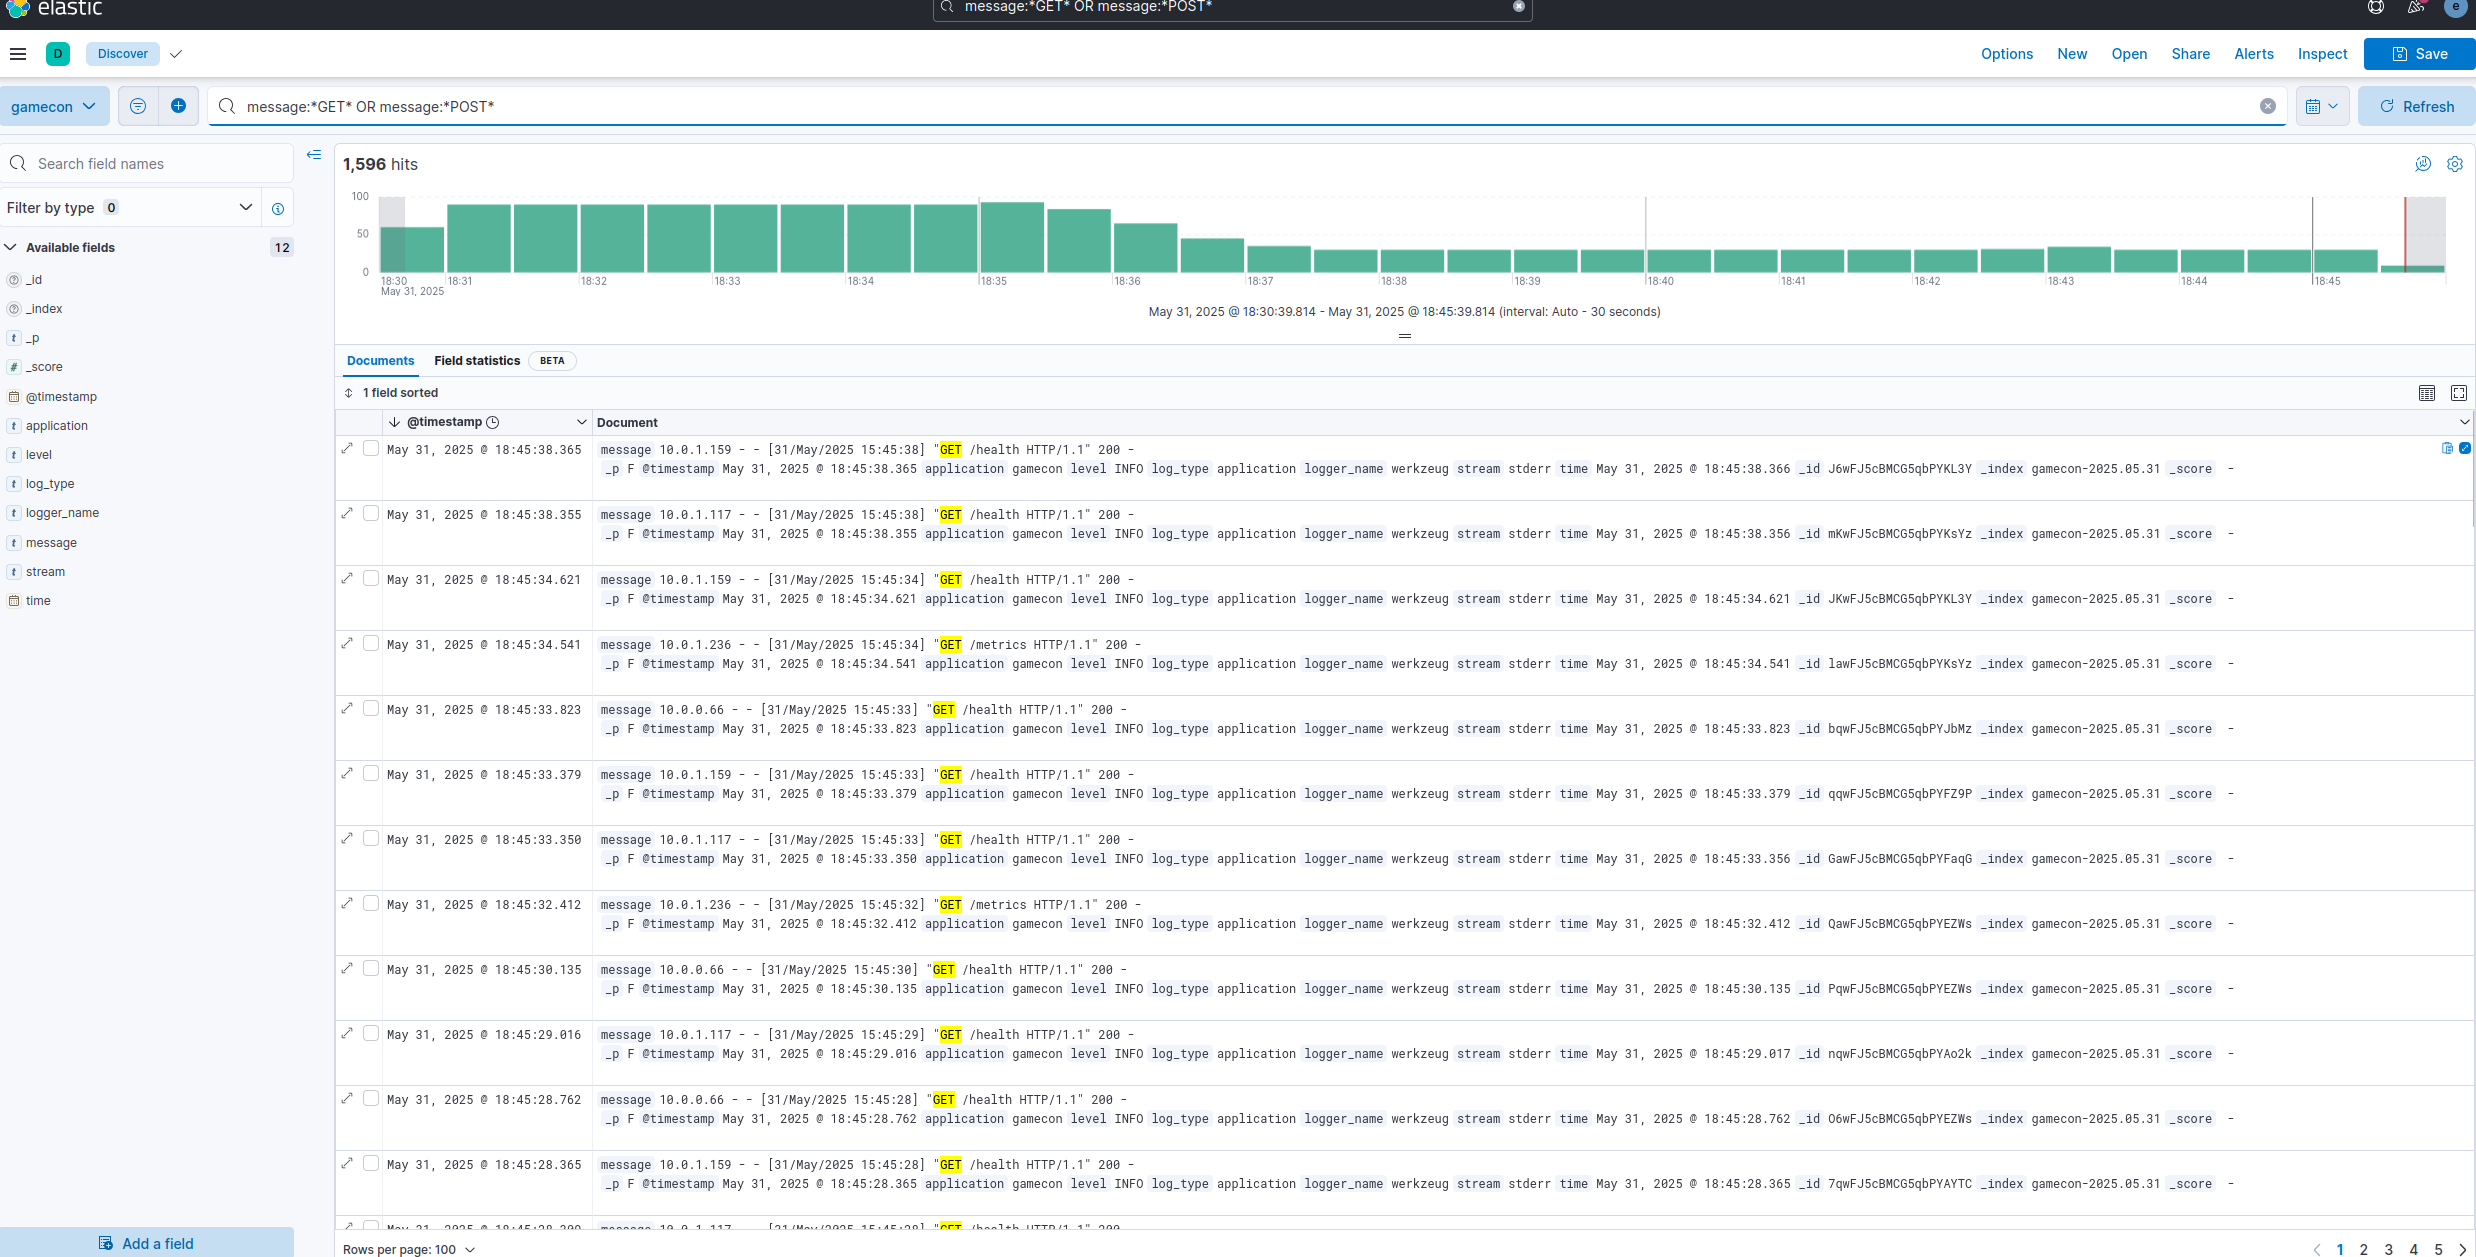 elastic
message:*GET* OR message:*POST*
e
D
Discover
Options New Open Share Alerts Inspect Save
gamecon
message:*GET* OR message:*POST*
Refresh
Search field names
Filter by type 0
Available fields 12
_id
_index
t _p
# _score
@timestamp
t application
t level
t log_type
t logger_name
t message
t stream
time
Add a field
1,596 hits
100
50
0
18:30 18:31 18:32 18:33 18:34 18:35 18:36 18:37 18:38 18:39 18:40 18:41 18:42 18:43 18:44 18:45
May 31, 2025
May 31, 2025 @ 18:30:39.814 - May 31, 2025 @ 18:45:39.814 (interval: Auto - 30 seconds)
Documents Field statistics BETA
1 field sorted
@timestamp Document
May 31, 2025 @ 18:45:38.365 message 10.0.1.159 - - [31/May/2025 15:45:38] "GET /health HTTP/1.1" 200 -
_p F @timestamp May 31, 2025 @ 18:45:38.365 application gamecon level INFO log_type application logger_name werkzeug stream stderr time May 31, 2025 @ 18:45:38.366 _id J6wFJ5cBMCG5qbPYKL3Y _index gamecon-2025.05.31 _score -
May 31, 2025 @ 18:45:38.355 message 10.0.1.117 - - [31/May/2025 15:45:38] "GET /health HTTP/1.1" 200 -
_p F @timestamp May 31, 2025 @ 18:45:38.355 application gamecon level INFO log_type application logger_name werkzeug stream stderr time May 31, 2025 @ 18:45:38.356 _id mKwFJ5cBMCG5qbPYKsYz _index gamecon-2025.05.31 _score -
May 31, 2025 @ 18:45:34.621 message 10.0.1.159 - - [31/May/2025 15:45:34] "GET /health HTTP/1.1" 200 -
_p F @timestamp May 31, 2025 @ 18:45:34.621 application gamecon level INFO log_type application logger_name werkzeug stream stderr time May 31, 2025 @ 18:45:34.621 _id JKwFJ5cBMCG5qbPYKL3Y _index gamecon-2025.05.31 _score -
May 31, 2025 @ 18:45:34.541 message 10.0.1.236 - - [31/May/2025 15:45:34] "GET /metrics HTTP/1.1" 200 -
_p F @timestamp May 31, 2025 @ 18:45:34.541 application gamecon level INFO log_type application logger_name werkzeug stream stderr time May 31, 2025 @ 18:45:34.541 _id lawFJ5cBMCG5qbPYKsYz _index gamecon-2025.05.31 _score -
May 31, 2025 @ 18:45:33.823 message 10.0.0.66 - - [31/May/2025 15:45:33] "GET /health HTTP/1.1" 200 -
_p F @timestamp May 31, 2025 @ 18:45:33.823 application gamecon level INFO log_type application logger_name werkzeug stream stderr time May 31, 2025 @ 18:45:33.823 _id bqwFJ5cBMCG5qbPYJbMz _index gamecon-2025.05.31 _score -
May 31, 2025 @ 18:45:33.379 message 10.0.1.159 - - [31/May/2025 15:45:33] "GET /health HTTP/1.1" 200 -
_p F @timestamp May 31, 2025 @ 18:45:33.379 application gamecon level INFO log_type application logger_name werkzeug stream stderr time May 31, 2025 @ 18:45:33.379 _id qqwFJ5cBMCG5qbPYFZ9P _index gamecon-2025.05.31 _score -
May 31, 2025 @ 18:45:33.350 message 10.0.1.117 - - [31/May/2025 15:45:33] "GET /health HTTP/1.1" 200 -
_p F @timestamp May 31, 2025 @ 18:45:33.350 application gamecon level INFO log_type application logger_name werkzeug stream stderr time May 31, 2025 @ 18:45:33.356 _id GawFJ5cBMCG5qbPYFaqG _index gamecon-2025.05.31 _score -
May 31, 2025 @ 18:45:32.412 message 10.0.1.236 - - [31/May/2025 15:45:32] "GET /metrics HTTP/1.1" 200 -
_p F @timestamp May 31, 2025 @ 18:45:32.412 application gamecon level INFO log_type application logger_name werkzeug stream stderr time May 31, 2025 @ 18:45:32.412 _id QawFJ5cBMCG5qbPYEZWs _index gamecon-2025.05.31 _score -
May 31, 2025 @ 18:45:30.135 message 10.0.0.66 - - [31/May/2025 15:45:30] "GET /health HTTP/1.1" 200 -
_p F @timestamp May 31, 2025 @ 18:45:30.135 application gamecon level INFO log_type application logger_name werkzeug stream stderr time May 31, 2025 @ 18:45:30.135 _id PqwFJ5cBMCG5qbPYEZWs _index gamecon-2025.05.31 _score -
May 31, 2025 @ 18:45:29.016 message 10.0.1.117 - - [31/May/2025 15:45:29] "GET /health HTTP/1.1" 200 -
_p F @timestamp May 31, 2025 @ 18:45:29.016 application gamecon level INFO log_type application logger_name werkzeug stream stderr time May 31, 2025 @ 18:45:29.017 _id nqwFJ5cBMCG5qbPYAo2k _index gamecon-2025.05.31 _score -
May 31, 2025 @ 18:45:28.762 message 10.0.0.66 - - [31/May/2025 15:45:28] "GET /health HTTP/1.1" 200 -
_p F @timestamp May 31, 2025 @ 18:45:28.762 application gamecon level INFO log_type application logger_name werkzeug stream stderr time May 31, 2025 @ 18:45:28.762 _id O6wFJ5cBMCG5qbPYEZWs _index gamecon-2025.05.31 _score -
May 31, 2025 @ 18:45:28.365 message 10.0.1.159 - - [31/May/2025 15:45:28] "GET /health HTTP/1.1" 200 -
_p F @timestamp May 31, 2025 @ 18:45:28.365 application gamecon level INFO log_type application logger_name werkzeug stream stderr time May 31, 2025 @ 18:45:28.365 _id 7qwFJ5cBMCG5qbPYAYTC _index gamecon-2025.05.31 _score -
Rows per page: 100
1 2 3 4 5